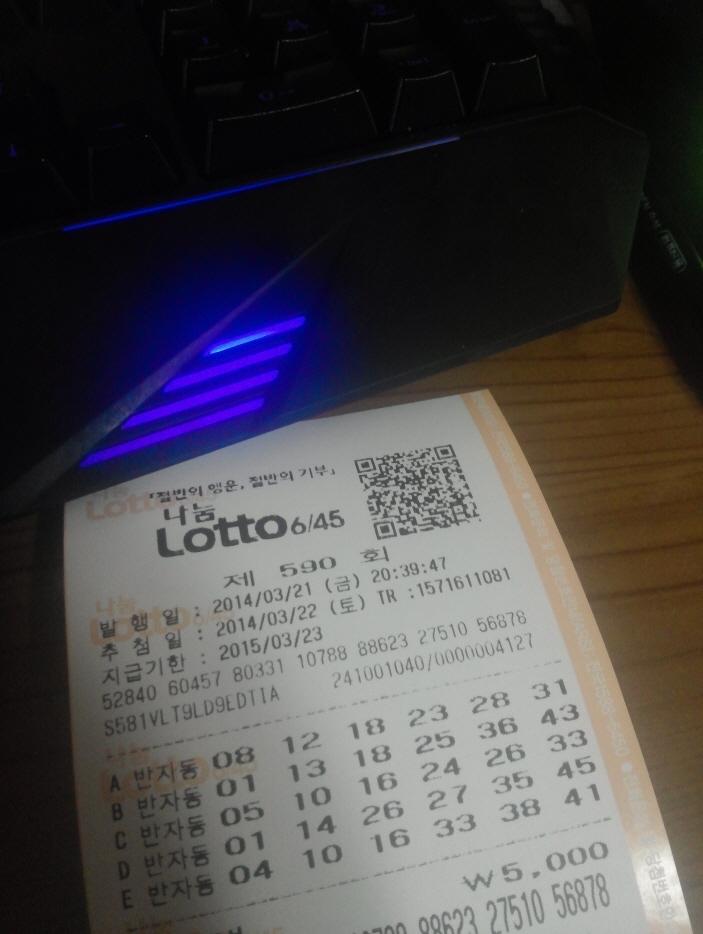 「절반의 행운, 절반의 기부」
나눔
Lotto 6/45
제 590 회
발 행 일 : 2014/03/21 (금) 20:39:47
추 첨 일 : 2014/03/22 (토) TR :1571611081
지급기한 : 2015/03/23
52840 60457 80331 10788 88623 27510 56878
S581VLT9LD9EDTIA 241001040/0000004127
A 반자동 08 12 18 23 28 31
B 반자동 01 13 18 25 36 43
C 반자동 05 10 16 24 26 33
D 반자동 01 14 26 27 35 45
E 반자동 04 10 16 33 38 41
₩5,000
88623 27510 56878